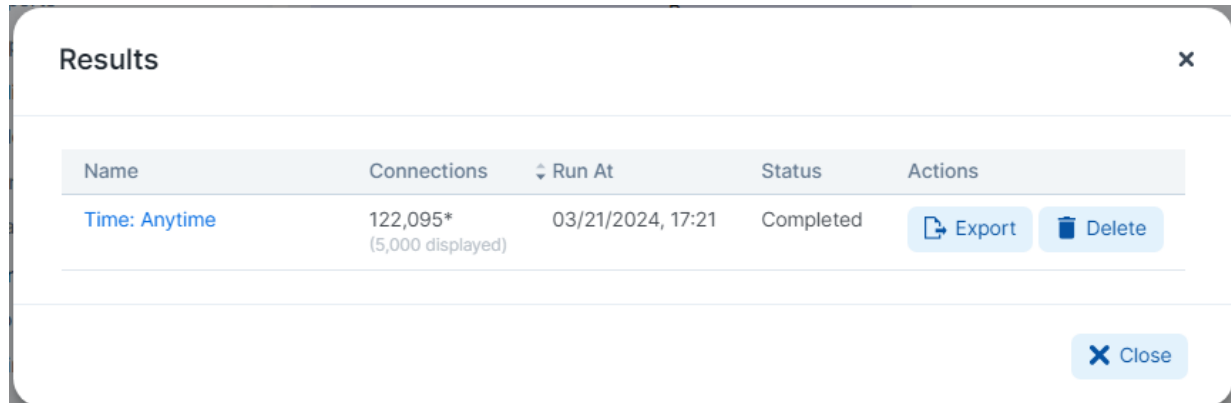 Results
Name Connections Run At Status Actions
Time: Anytime 122,095* 03/21/2024, 17:21 Completed Export Delete
(5,000 displayed)
Close